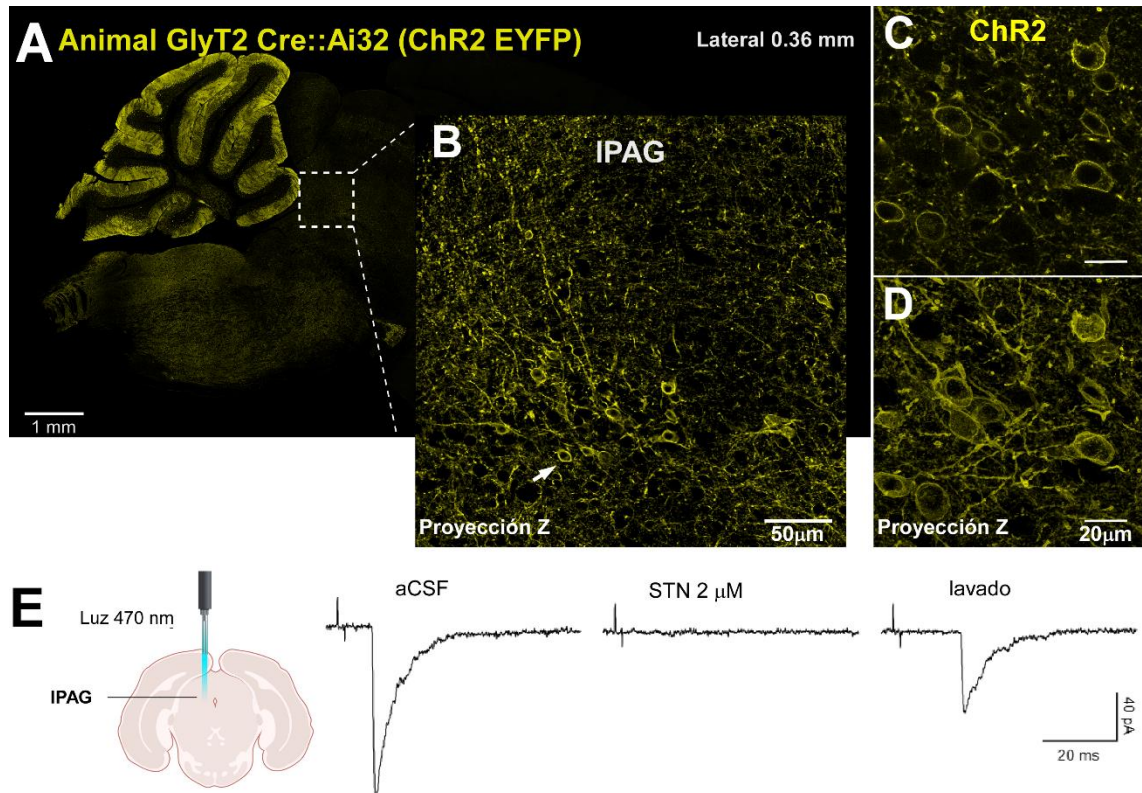 A Animal GlyT2 Cre::Ai32 (ChR2 EYFP)
Lateral 0.36 mm
1 mm
B
lPAG
Proyección Z
50μm
C
ChR2
D
Proyección Z
20μm
E
Luz 470 nm
lPAG
aCSF
STN 2 μM
lavado
40 pA
20 ms